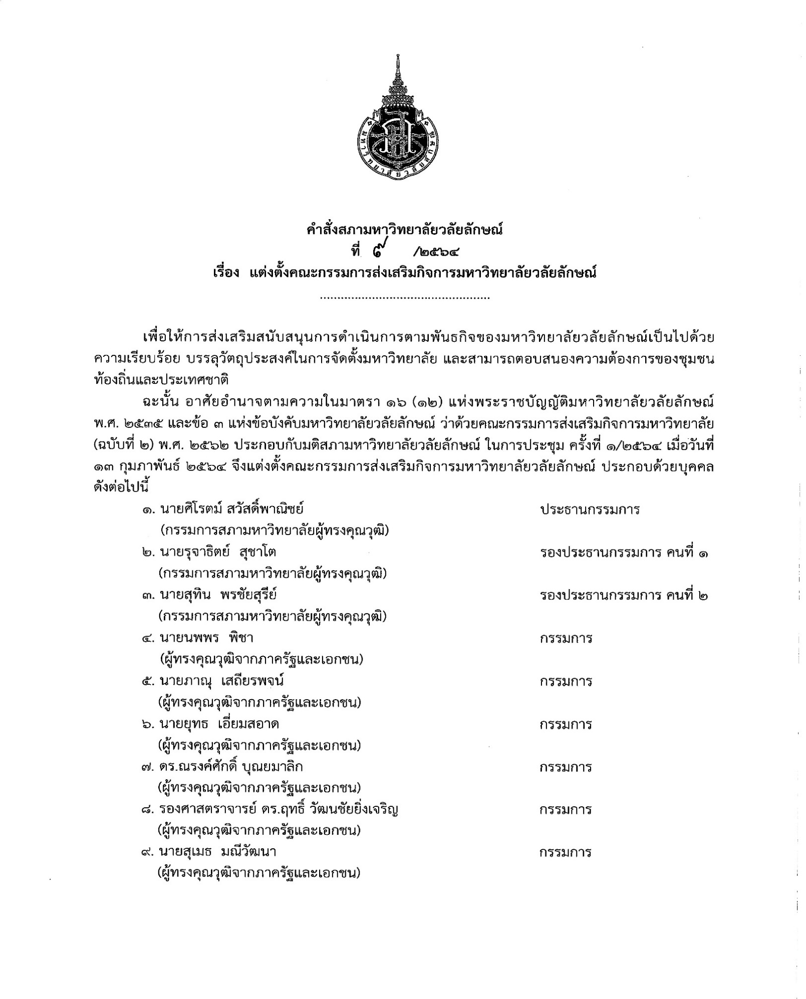 มหาวิทยาลัยวลัยลักษณ์
คำสั่งสภามหาวิทยาลัยวลัยลักษณ์
ที่ ๙ /๒๕๖๔
เรื่อง แต่งตั้งคณะกรรมการส่งเสริมกิจการมหาวิทยาลัยวลัยลักษณ์
.................................................
เพื่อให้การส่งเสริมสนับสนุนการดำเนินการตามพันธกิจของมหาวิทยาลัยวลัยลักษณ์เป็นไปด้วย
ความเรียบร้อย บรรลุวัตถุประสงค์ในการจัดตั้งมหาวิทยาลัย และสามารถตอบสนองความต้องการของชุมชน
ท้องถิ่นและประเทศชาติ
ฉะนั้น อาศัยอำนาจตามความในมาตรา ๑๖ (๑๒) แห่งพระราชบัญญัติมหาวิทยาลัยวลัยลักษณ์
พ.ศ. ๒๕๓๕ และข้อ ๓ แห่งข้อบังคับมหาวิทยาลัยวลัยลักษณ์ ว่าด้วยคณะกรรมการส่งเสริมกิจการมหาวิทยาลัย
(ฉบับที่ ๒) พ.ศ. ๒๕๖๒ ประกอบกับมติสภามหาวิทยาลัยวลัยลักษณ์ ในการประชุม ครั้งที่ ๑/๒๕๖๔ เมื่อวันที่
๑๓ กุมภาพันธ์ ๒๕๖๔ จึงแต่งตั้งคณะกรรมการส่งเสริมกิจการมหาวิทยาลัยวลัยลักษณ์ ประกอบด้วยบุคคล
ดังต่อไปนี้
๑. นายศิโรตม์ สวัสดิ์พาณิชย์ ประธานกรรมการ
(กรรมการสภามหาวิทยาลัยผู้ทรงคุณวุฒิ)
๒. นายรุจาธิตย์ สุชาโต รองประธานกรรมการ คนที่ ๑
(กรรมการสภามหาวิทยาลัยผู้ทรงคุณวุฒิ)
๓. นายสุทิน พรชัยสุรีย์ รองประธานกรรมการ คนที่ ๒
(กรรมการสภามหาวิทยาลัยผู้ทรงคุณวุฒิ)
๔. นายนพพร พิชา กรรมการ
(ผู้ทรงคุณวุฒิจากภาครัฐและเอกชน)
๕. นายภาณุ เสถียรพจน์ กรรมการ
(ผู้ทรงคุณวุฒิจากภาครัฐและเอกชน)
๖. นายยุทธ เอี่ยมสอาด กรรมการ
(ผู้ทรงคุณวุฒิจากภาครัฐและเอกชน)
๗. ดร.ณรงค์ศักดิ์ บุณยมาลิก กรรมการ
(ผู้ทรงคุณวุฒิจากภาครัฐและเอกชน)
๘. รองศาสตราจารย์ ดร.ฤทธิ์ วัฒนชัยยิ่งเจริญ กรรมการ
(ผู้ทรงคุณวุฒิจากภาครัฐและเอกชน)
๙. นายสุเมธ มณีวัฒนา กรรมการ
(ผู้ทรงคุณวุฒิจากภาครัฐและเอกชน)